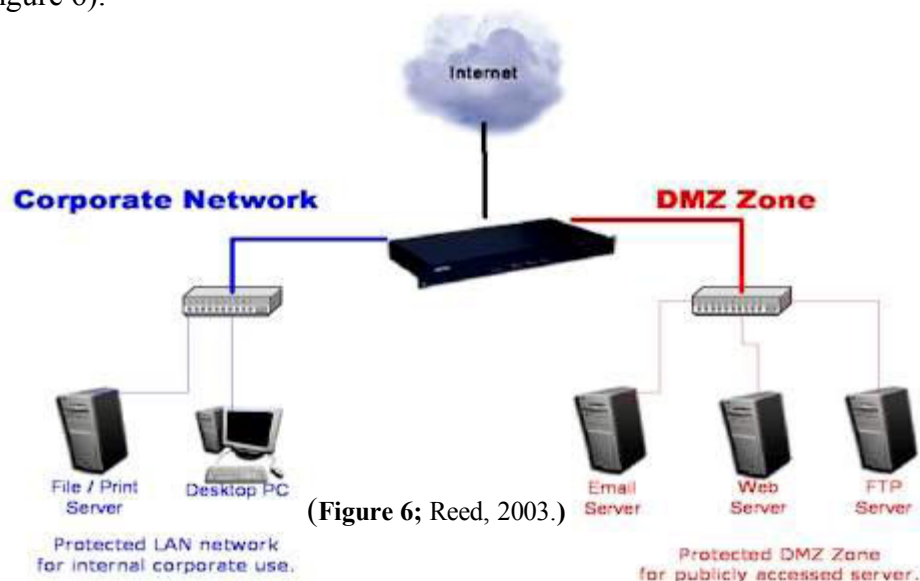 igure 6).
Internet
Corporate Network
DMZ Zone
File / Print
Server
Desktop PC
(Figure 6; Reed, 2003.)
Email
Server
Web
Server
FTP
Server
Protected LAN network
for internal corporate use.
Protected DMZ Zone
for publicly accessed server.